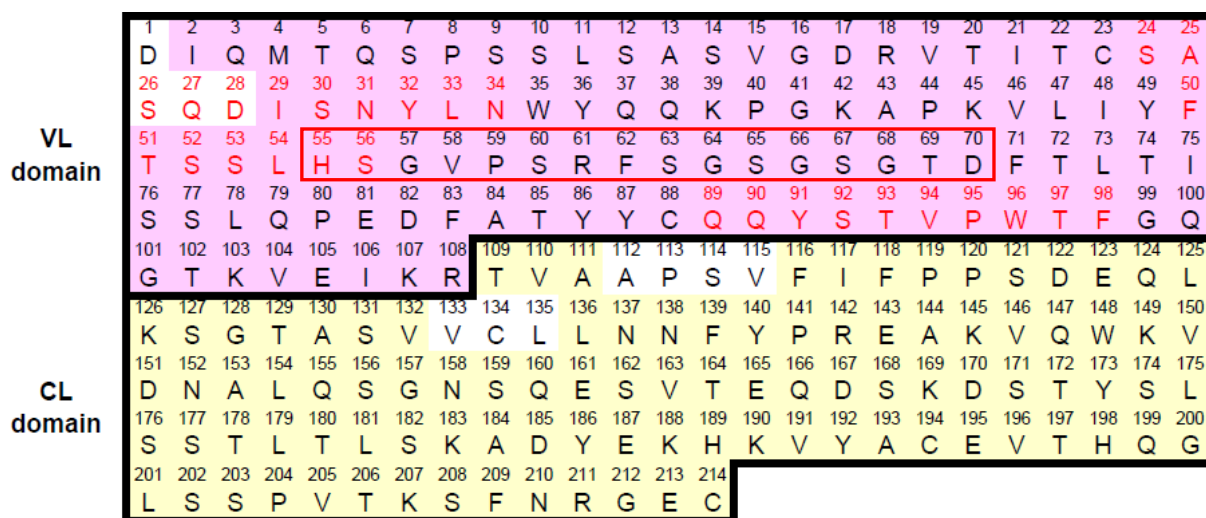 1 2 3 4 5 6 7 8 9 10 11 12 13 14 15 16 17 18 19 20 21 22 23 24 25
D I Q M T Q S P S S L S A S V G D R V T I T C S A
26 27 28 29 30 31 32 33 34 35 36 37 38 39 40 41 42 43 44 45 46 47 48 49 50
S Q D I S N Y L N W Y Q Q K P G K A P K V L I Y F
VL domain
51 52 53 54 55 56 57 58 59 60 61 62 63 64 65 66 67 68 69 70 71 72 73 74 75
T S S L H S G V P S R F S G S G S G T D F T L T I
76 77 78 79 80 81 82 83 84 85 86 87 88 89 90 91 92 93 94 95 96 97 98 99 100
S S L Q P E D F A T Y Y C Q Q Y S T V P W T F G Q
101 102 103 104 105 106 107 108 109 110 111 112 113 114 115 116 117 118 119 120 121 122 123 124 125
G T K V E I K R T V A A P S V F I F P P S D E Q L
126 127 128 129 130 131 132 133 134 135 136 137 138 139 140 141 142 143 144 145 146 147 148 149 150
K S G T A S V V C L L N N F Y P R E A K V Q W K V
151 152 153 154 155 156 157 158 159 160 161 162 163 164 165 166 167 168 169 170 171 172 173 174 175
D N A L Q S G N S Q E S V T E Q D S K D S T Y S L
CL domain
176 177 178 179 180 181 182 183 184 185 186 187 188 189 190 191 192 193 194 195 196 197 198 199 200
S S T L T L S K A D Y E K H K V Y A C E V T H Q G
201 202 203 204 205 206 207 208 209 210 211 212 213 214
L S S P V T K S F N R G E C